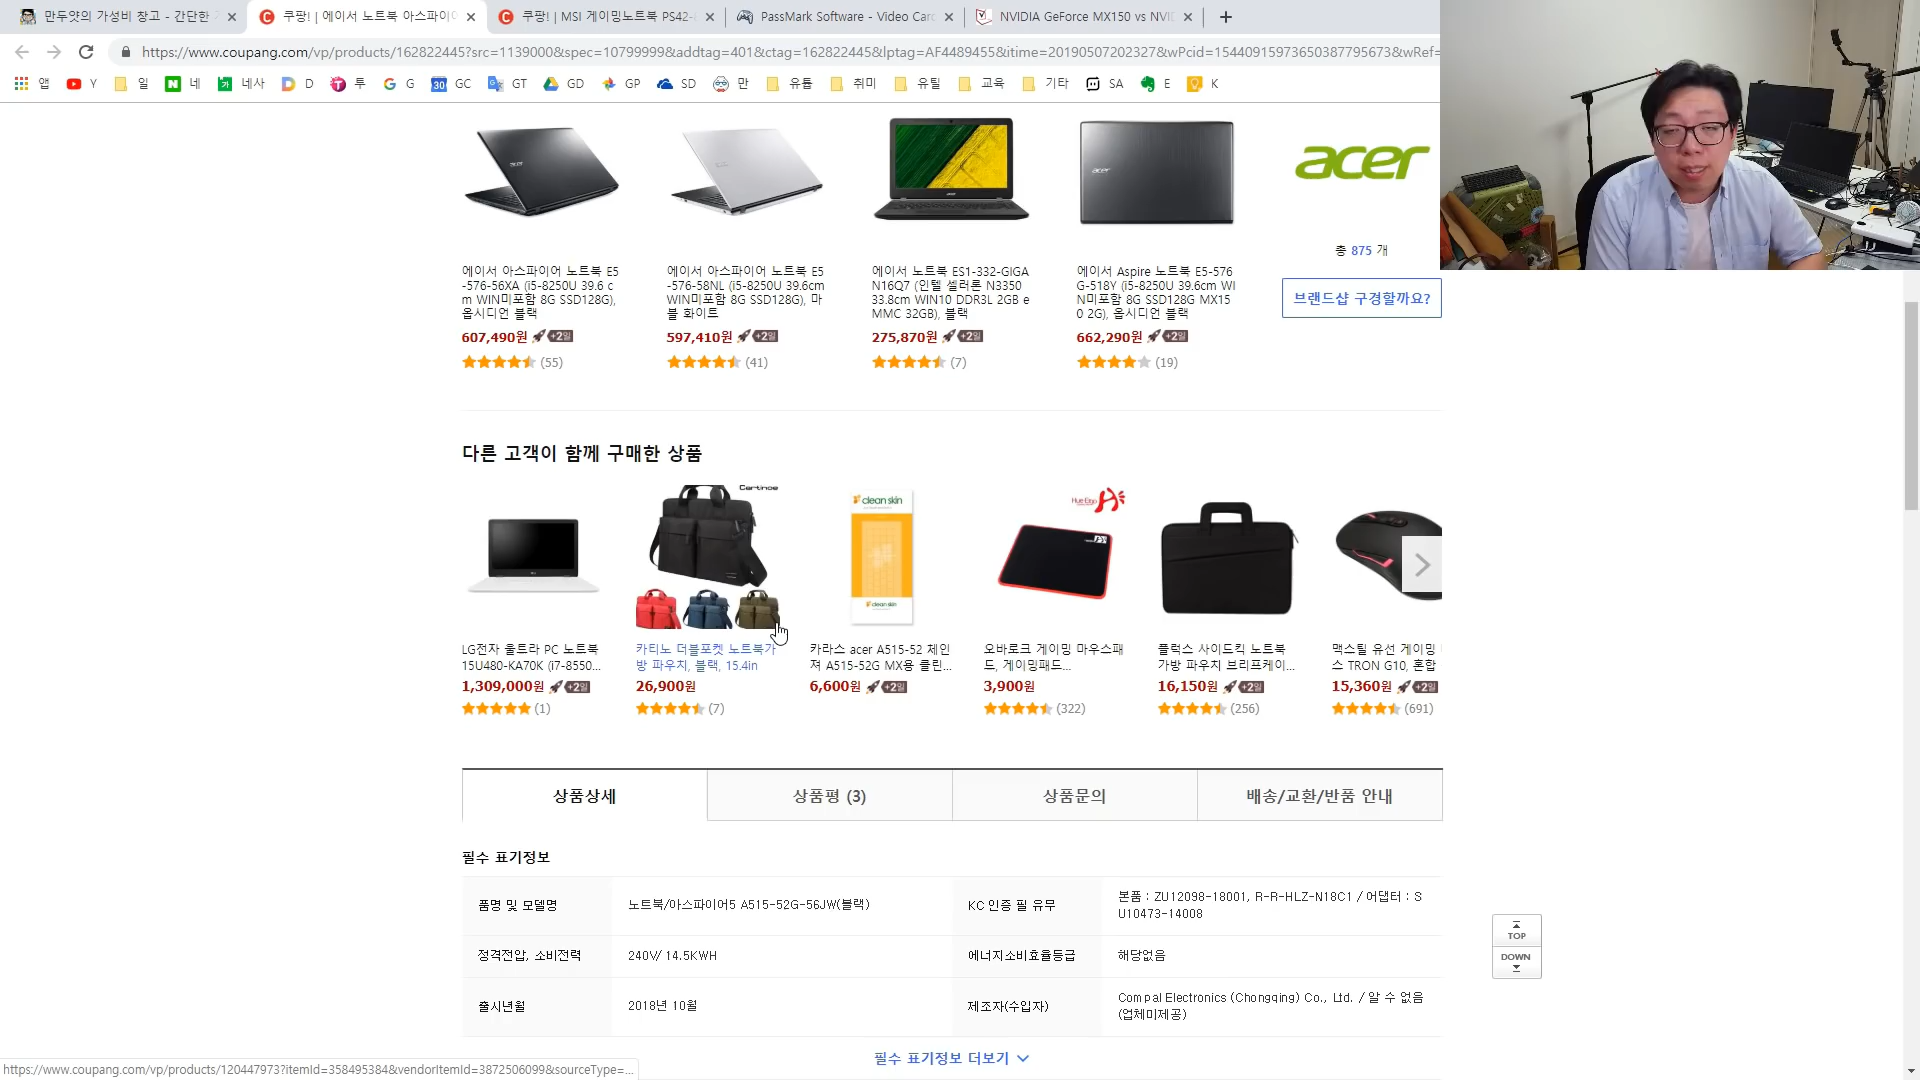 만두얏의 가성비 창고 - 간단한
쿠팡! | 에이서 노트북 아스파이어
쿠팡! | MSI 게이밍노트북 PS42-
PassMark Software - Video Car
NVIDIA GeForce MX150 vs NVI
https://www.coupang.com/vp/products/162822445?src=1139000&spec=10799999&addtag=401&ctag=162822445&lptag=AF4489455&itime=20190507202327&wPcid=15440915973650387795673&wRef=
앱 Y 일 네 네사 D 투 G GC GT GD GP SD 만 유튭 취미 유틸 교육 기타 SA E K
acer
총 875 개
브랜드샵 구경할까요?
에이서 아스파이어 노트북 E5
-576-56XA (i5-8250U 39.6 c
m WIN미포함 8G SSD128G),
옵시디언 블랙
607,490원 +2일
(55)
에이서 아스파이어 노트북 E5
-576-58NL (i5-8250U 39.6cm
WIN미포함 8G SSD128G), 마
블 화이트
597,410원 +2일
(41)
에이서 노트북 ES1-332-GIGA
N16Q7 (인텔 셀러론 N3350
33.8cm WIN10 DDR3L 2GB e
MMC 32GB), 블랙
275,870원 +2일
(7)
에이서 Aspire 노트북 E5-576
G-518Y (i5-8250U 39.6cm WI
N미포함 8G SSD128G MX15
0 2G), 옵시디언 블랙
662,290원 +2일
(19)
다른 고객이 함께 구매한 상품
Cartinoe
clean skin
clean skin
LG전자 울트라 PC 노트북
15U480-KA70K (i7-8550...
1,309,000원 +2일
(1)
카티노 더블포켓 노트북가
방 파우치, 블랙, 15.4in
26,900원
(7)
카라스 acer A515-52 체인
져 A515-52G MX용 클린...
6,600원 +2일
오바로크 게이밍 마우스패
드, 게이밍패드...
3,900원
(322)
플럭스 사이드킥 노트북
가방 파우치 브리프케이...
16,150원 +2일
(256)
맥스틸 유선 게이밍
스 TRON G10, 혼합
15,360원 +2일
(691)
상품상세
상품평 (3)
상품문의
배송/교환/반품 안내
필수 표기정보
품명 및 모델명
노트북/아스파이어5 A515-52G-56JW(블랙)
KC 인증 필 유무
본품 : ZU12098-18001, R-R-HLZ-N18C1 / 어댑터 : S
U10473-14008
정격전압, 소비전력
240V/ 14.5KWH
에너지소비효율등급
해당없음
출시년월
2018년 10월
제조자(수입자)
Compal Electronics (Chongqing) Co., Ltd. / 알 수 없음
(업체미제공)
필수 표기정보 더보기
TOP
DOWN
https://www.coupang.com/vp/products/120447973?itemId=358495384&vendorItemId=3872506099&sourceType=...